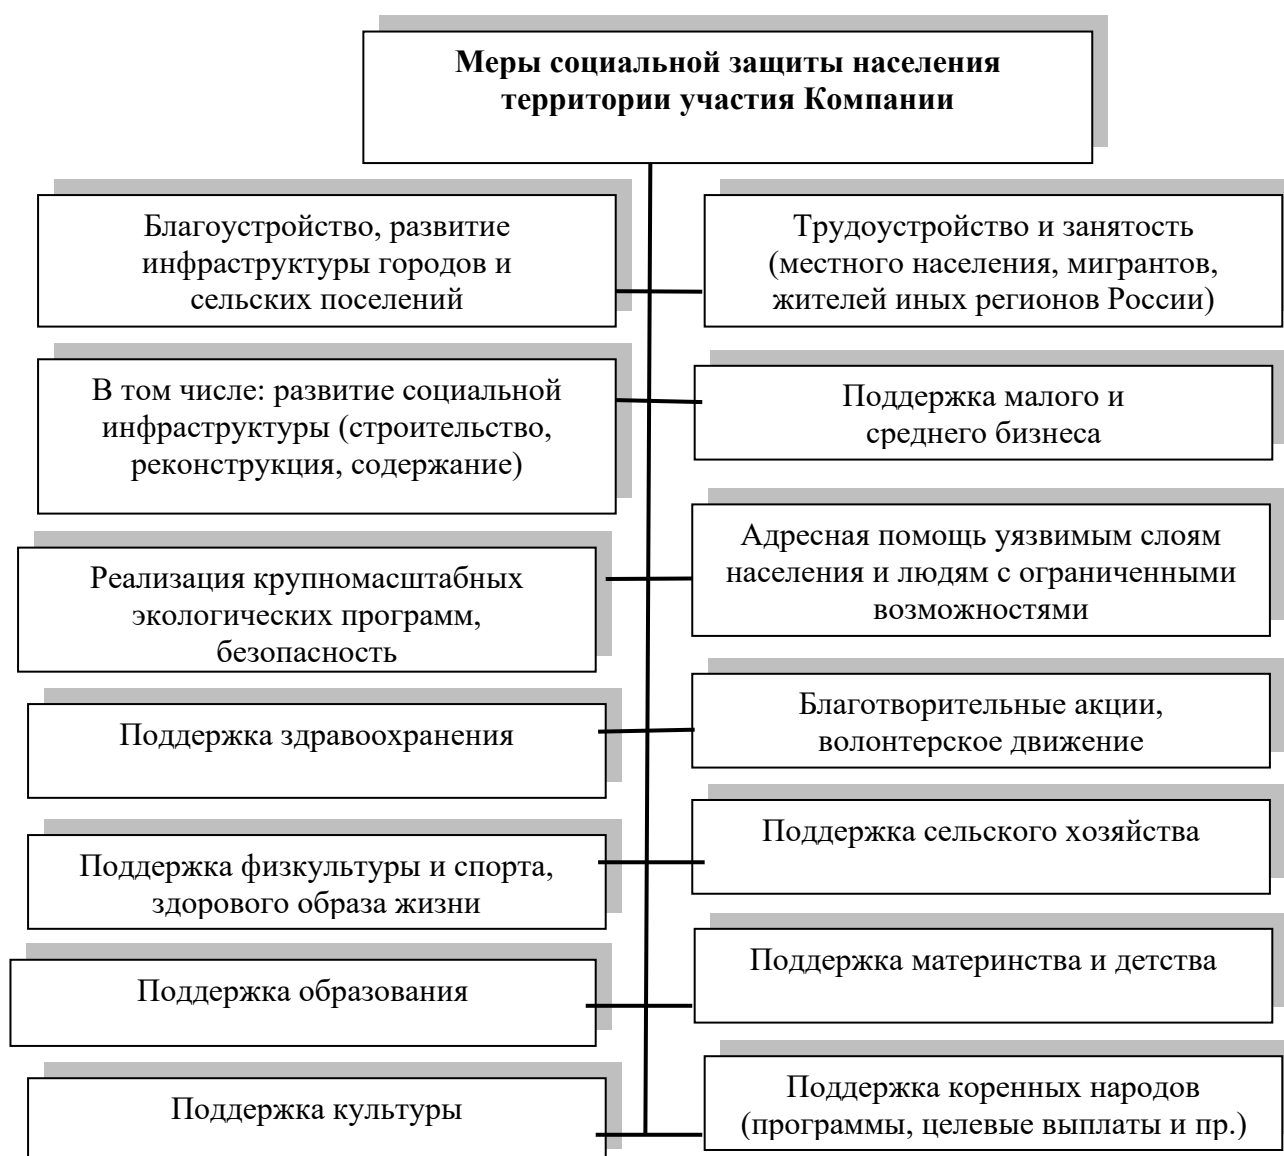 Меры социальной защиты населения
территории участия Компании
Благоустройство, развитие
инфраструктуры городов и
сельских поселений
Трудоустройство и занятость
(местного населения, мигрантов,
жителей иных регионов России)
В том числе: развитие социальной
инфраструктуры (строительство,
реконструкция, содержание)
Поддержка малого и
среднего бизнеса
Реализация крупномасштабных
экологических программ,
безопасность
Адресная помощь уязвимым слоям
населения и людям с ограниченными
возможностями
Поддержка здравоохранения
Благотворительные акции,
волонтерское движение
Поддержка физкультуры и спорта,
здорового образа жизни
Поддержка сельского хозяйства
Поддержка образования
Поддержка материнства и детства
Поддержка культуры
Поддержка коренных народов
(программы, целевые выплаты и пр.)